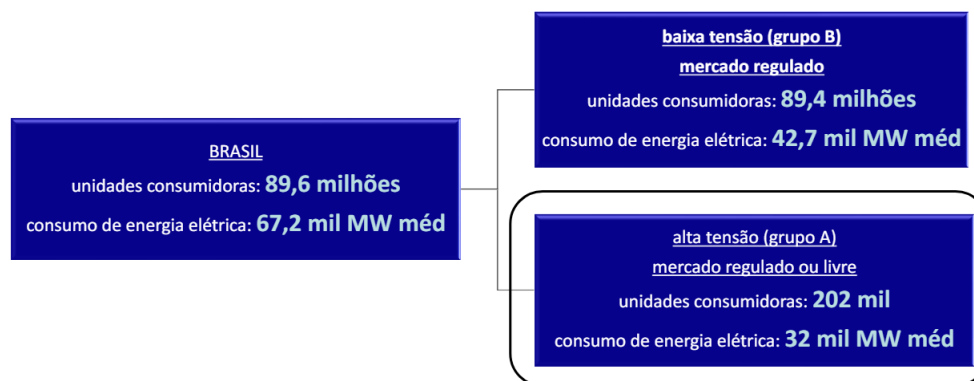 BRASIL
unidades consumidoras: 89,6 milhões
consumo de energia elétrica: 67,2 mil MW méd
baixa tensão (grupo B)
mercado regulado
unidades consumidoras: 89,4 milhões
consumo de energia elétrica: 42,7 mil MW méd
alta tensão (grupo A)
mercado regulado ou livre
unidades consumidoras: 202 mil
consumo de energia elétrica: 32 mil MW méd